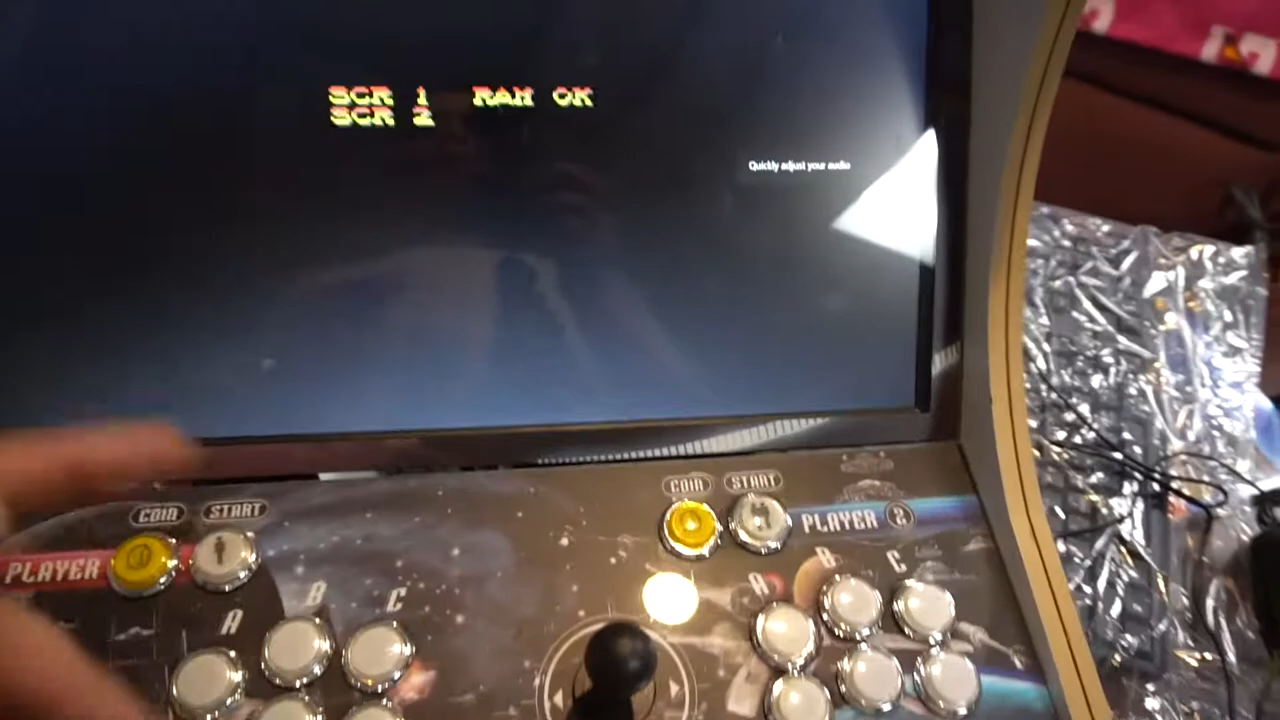 SCR 1 RAM OK
SCR 2
Quickly adjust your audio
COIN START
COIN START
PLAYER
PLAYER 2
A B C
A B C